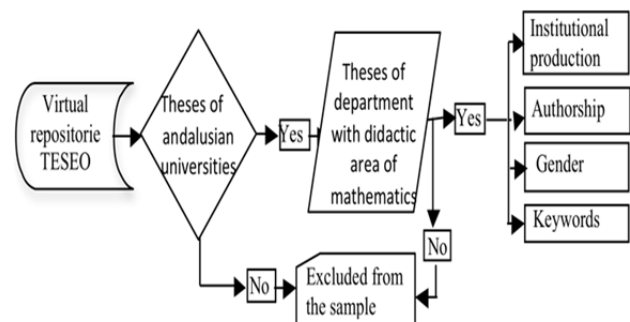 Virtual
repositorie
TESEO
Theses of
andalusian
universities
Yes
Theses of
department
with didactic
area of
mathematics
Yes
Institutional
production
Authorship
Gender
Keywords
No
No
Excluded from
the sample